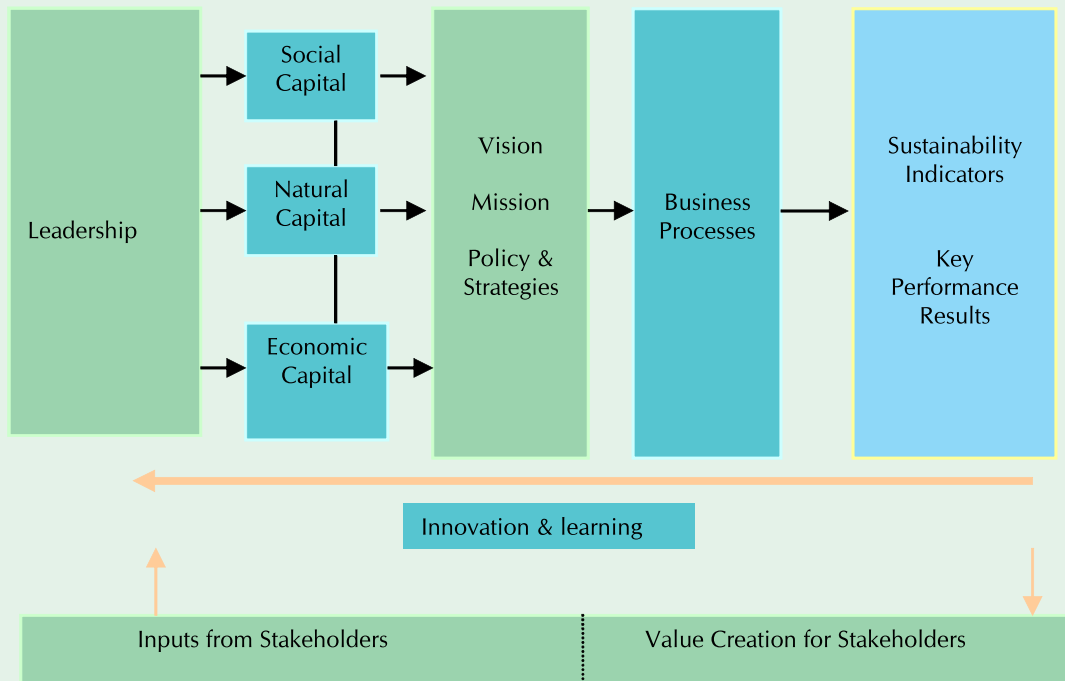 Leadership
Social
Capital
Natural
Capital
Economic
Capital
Vision
Mission
Policy &
Strategies
Business
Processes
Sustainability
Indicators
Key
Performance
Results
Innovation & learning
Inputs from Stakeholders
Value Creation for Stakeholders